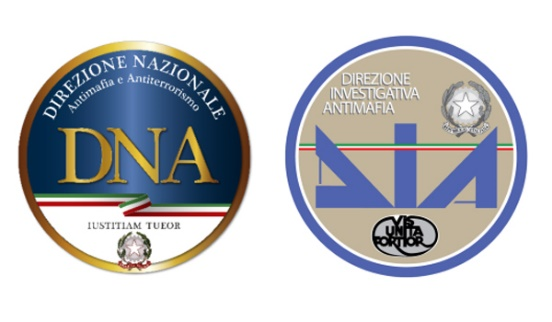 DIREZIONE NAZIONALE
Antimafia e Antiterrorismo
DNA
IUSTITIAM TUEOR
DIREZIONE
INVESTIGATIVA
ANTIMAFIA
DIA
VIS
UNITA
FORTIOR